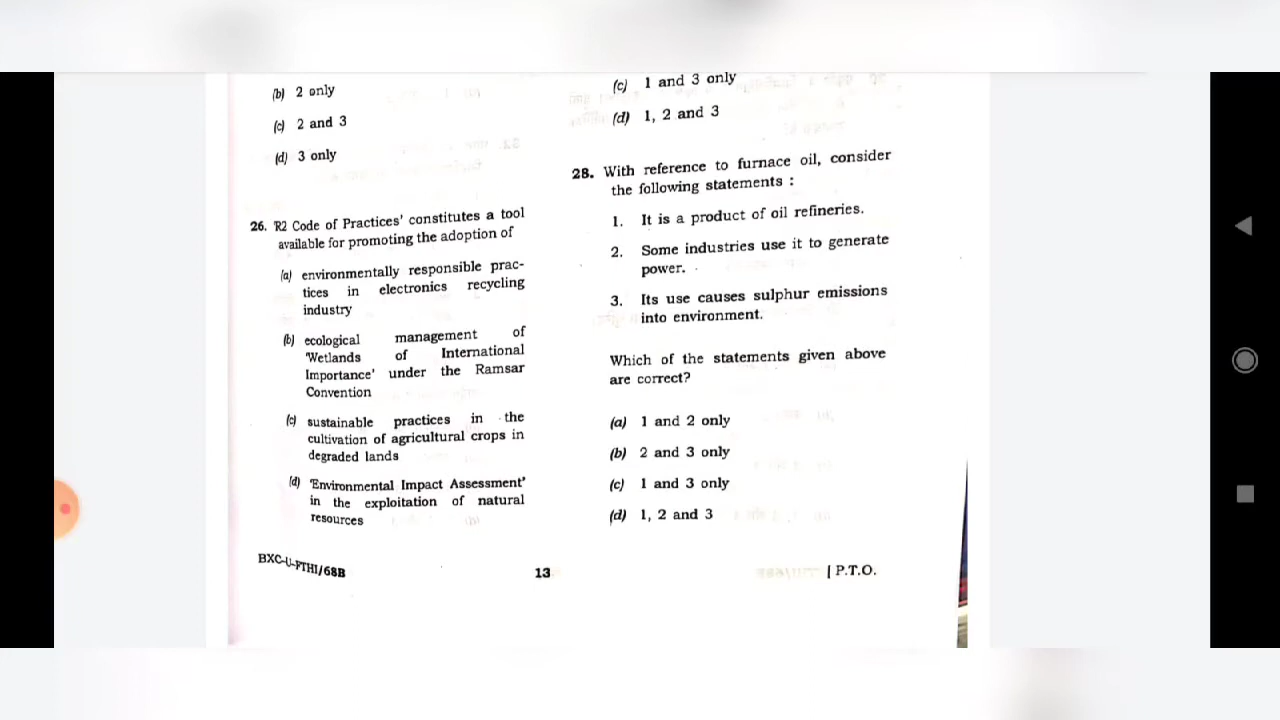 (b) 2 only
(c) 2 and 3
(d) 3 only
26. 'R2 Code of Practices' constitutes a tool
available for promoting the adoption of
(a) environmentally responsible prac-
tices in electronics recycling
industry
(b) ecological management of
'Wetlands of International
Importance' under the Ramsar
Convention
(c) sustainable practices in the
cultivation of agricultural crops in
degraded lands
(d) 'Environmental Impact Assessment'
in the exploitation of natural
resources
BXC-U-FTHI/68B
13
(c) 1 and 3 only
(d) 1, 2 and 3
28. With reference to furnace oil, consider
the following statements :
1. It is a product of oil refineries.
2. Some industries use it to generate
power.
3. Its use causes sulphur emissions
into environment.
Which of the statements given above
are correct?
(a) 1 and 2 only
(b) 2 and 3 only
(c) 1 and 3 only
(d) 1, 2 and 3
[ P.T.O.